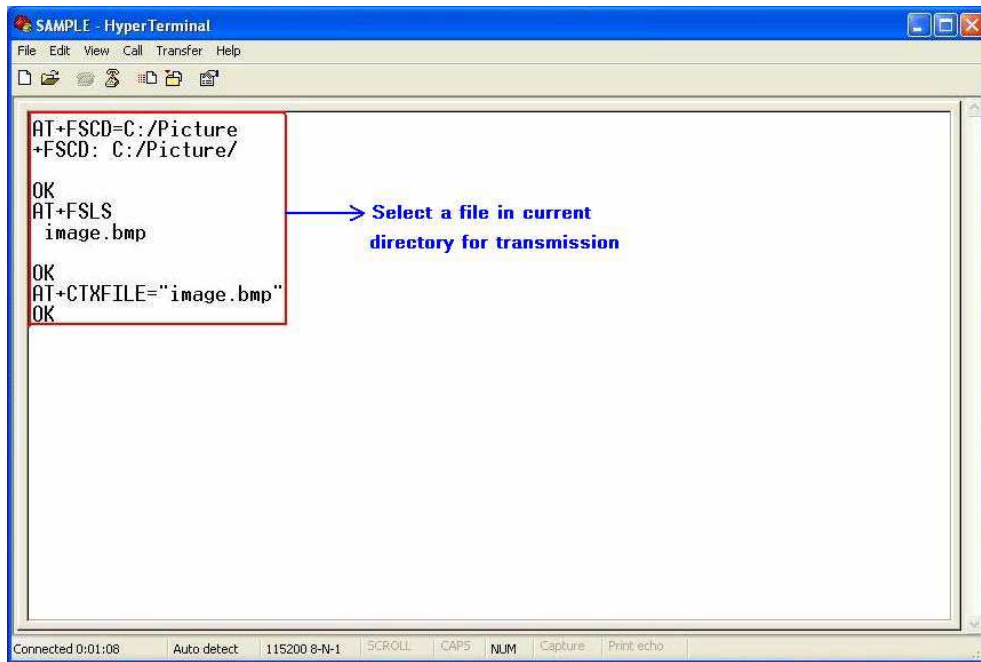 SAMPLE - HyperTerminal
File Edit View Call Transfer Help
AT+FSCD=C:/Picture
+FSCD: C:/Picture/
OK
AT+FSLS
image.bmp
OK
AT+CTXFILE="image.bmp"
OK
Select a file in current
directory for transmission
Connected 0:01:08 Auto detect 115200 8-N-1 SCROLL CAPS NUM Capture Print echo